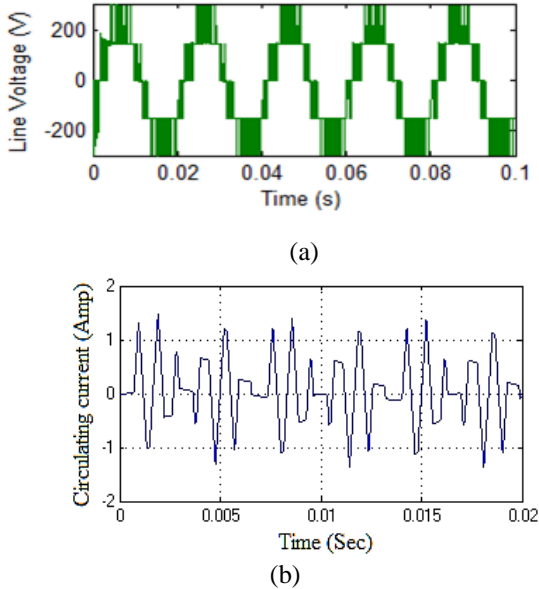 Line Voltage (V)
200
0
-200
0 0.02 0.04 0.06 0.08 0.1
Time (s)
(a)
Circulating current (Amp)
2
1
0
-1
-2
0 0.005 0.01 0.015 0.02
Time (Sec)
(b)